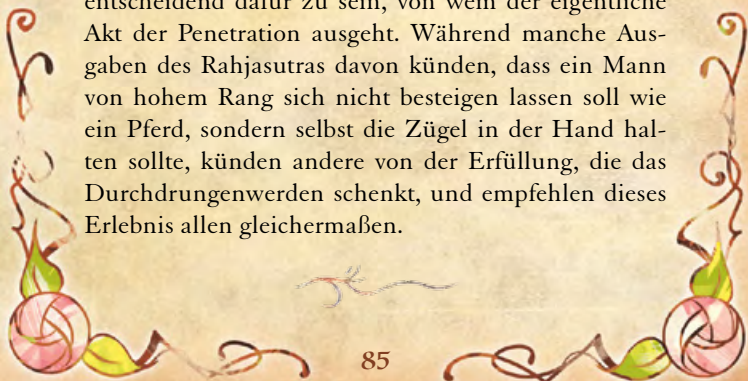 entscheidend dafür zu sein, von wem der eigentliche
Akt der Penetration ausgeht. Während manche Aus-
gaben des Rahjasutras davon künden, dass ein Mann
von hohem Rang sich nicht besteigen lassen soll wie
ein Pferd, sondern selbst die Zügel in der Hand hal-
ten sollte, künden andere von der Erfüllung, die das
Durchdrungenwerden schenkt, und empfehlen dieses
Erlebnis allen gleichermaßen.
85